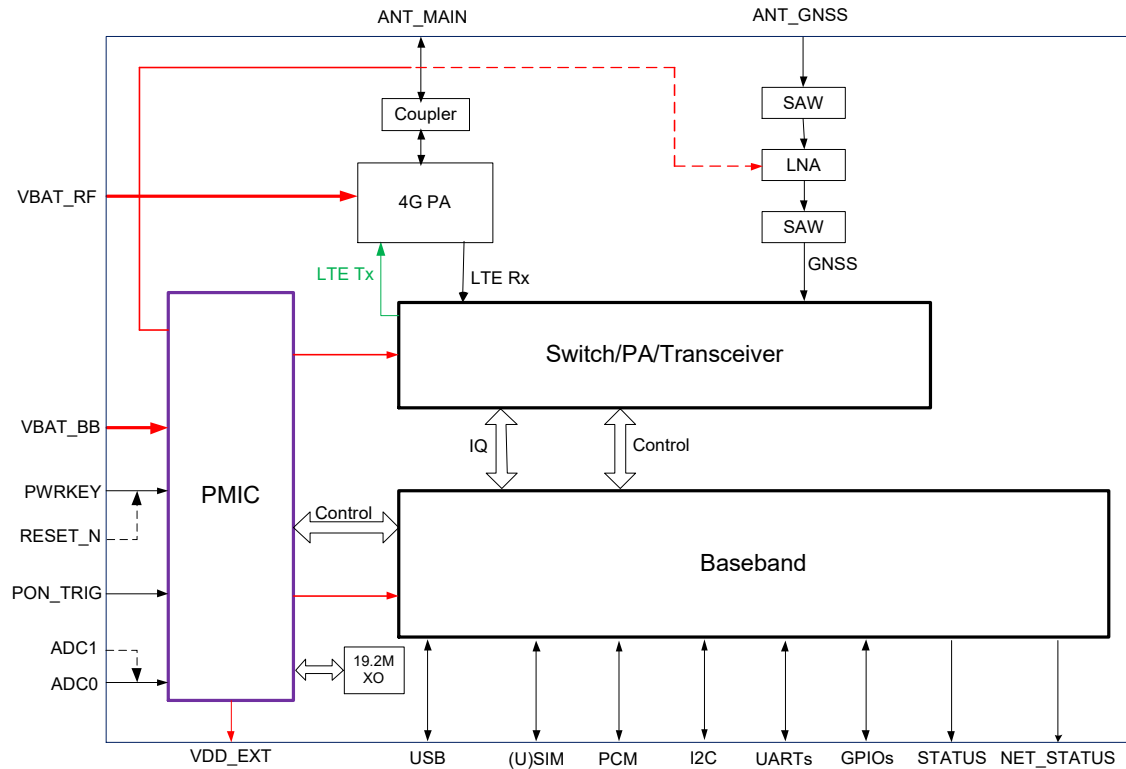 ANT_MAIN
ANT_GNSS
Coupler
SAW
LNA
VBAT_RF
4G PA
SAW
LTE Tx
LTE Rx
GNSS
Switch/PA/Transceiver
VBAT_BB
IQ
Control
PWRKEY
PMIC
RESET_N
Control
Baseband
PON_TRIG
ADC1
ADC0
19.2M
XO
VDD_EXT
USB
(U)SIM
PCM
I2C
UARTs
GPIOs
STATUS
NET_STATUS